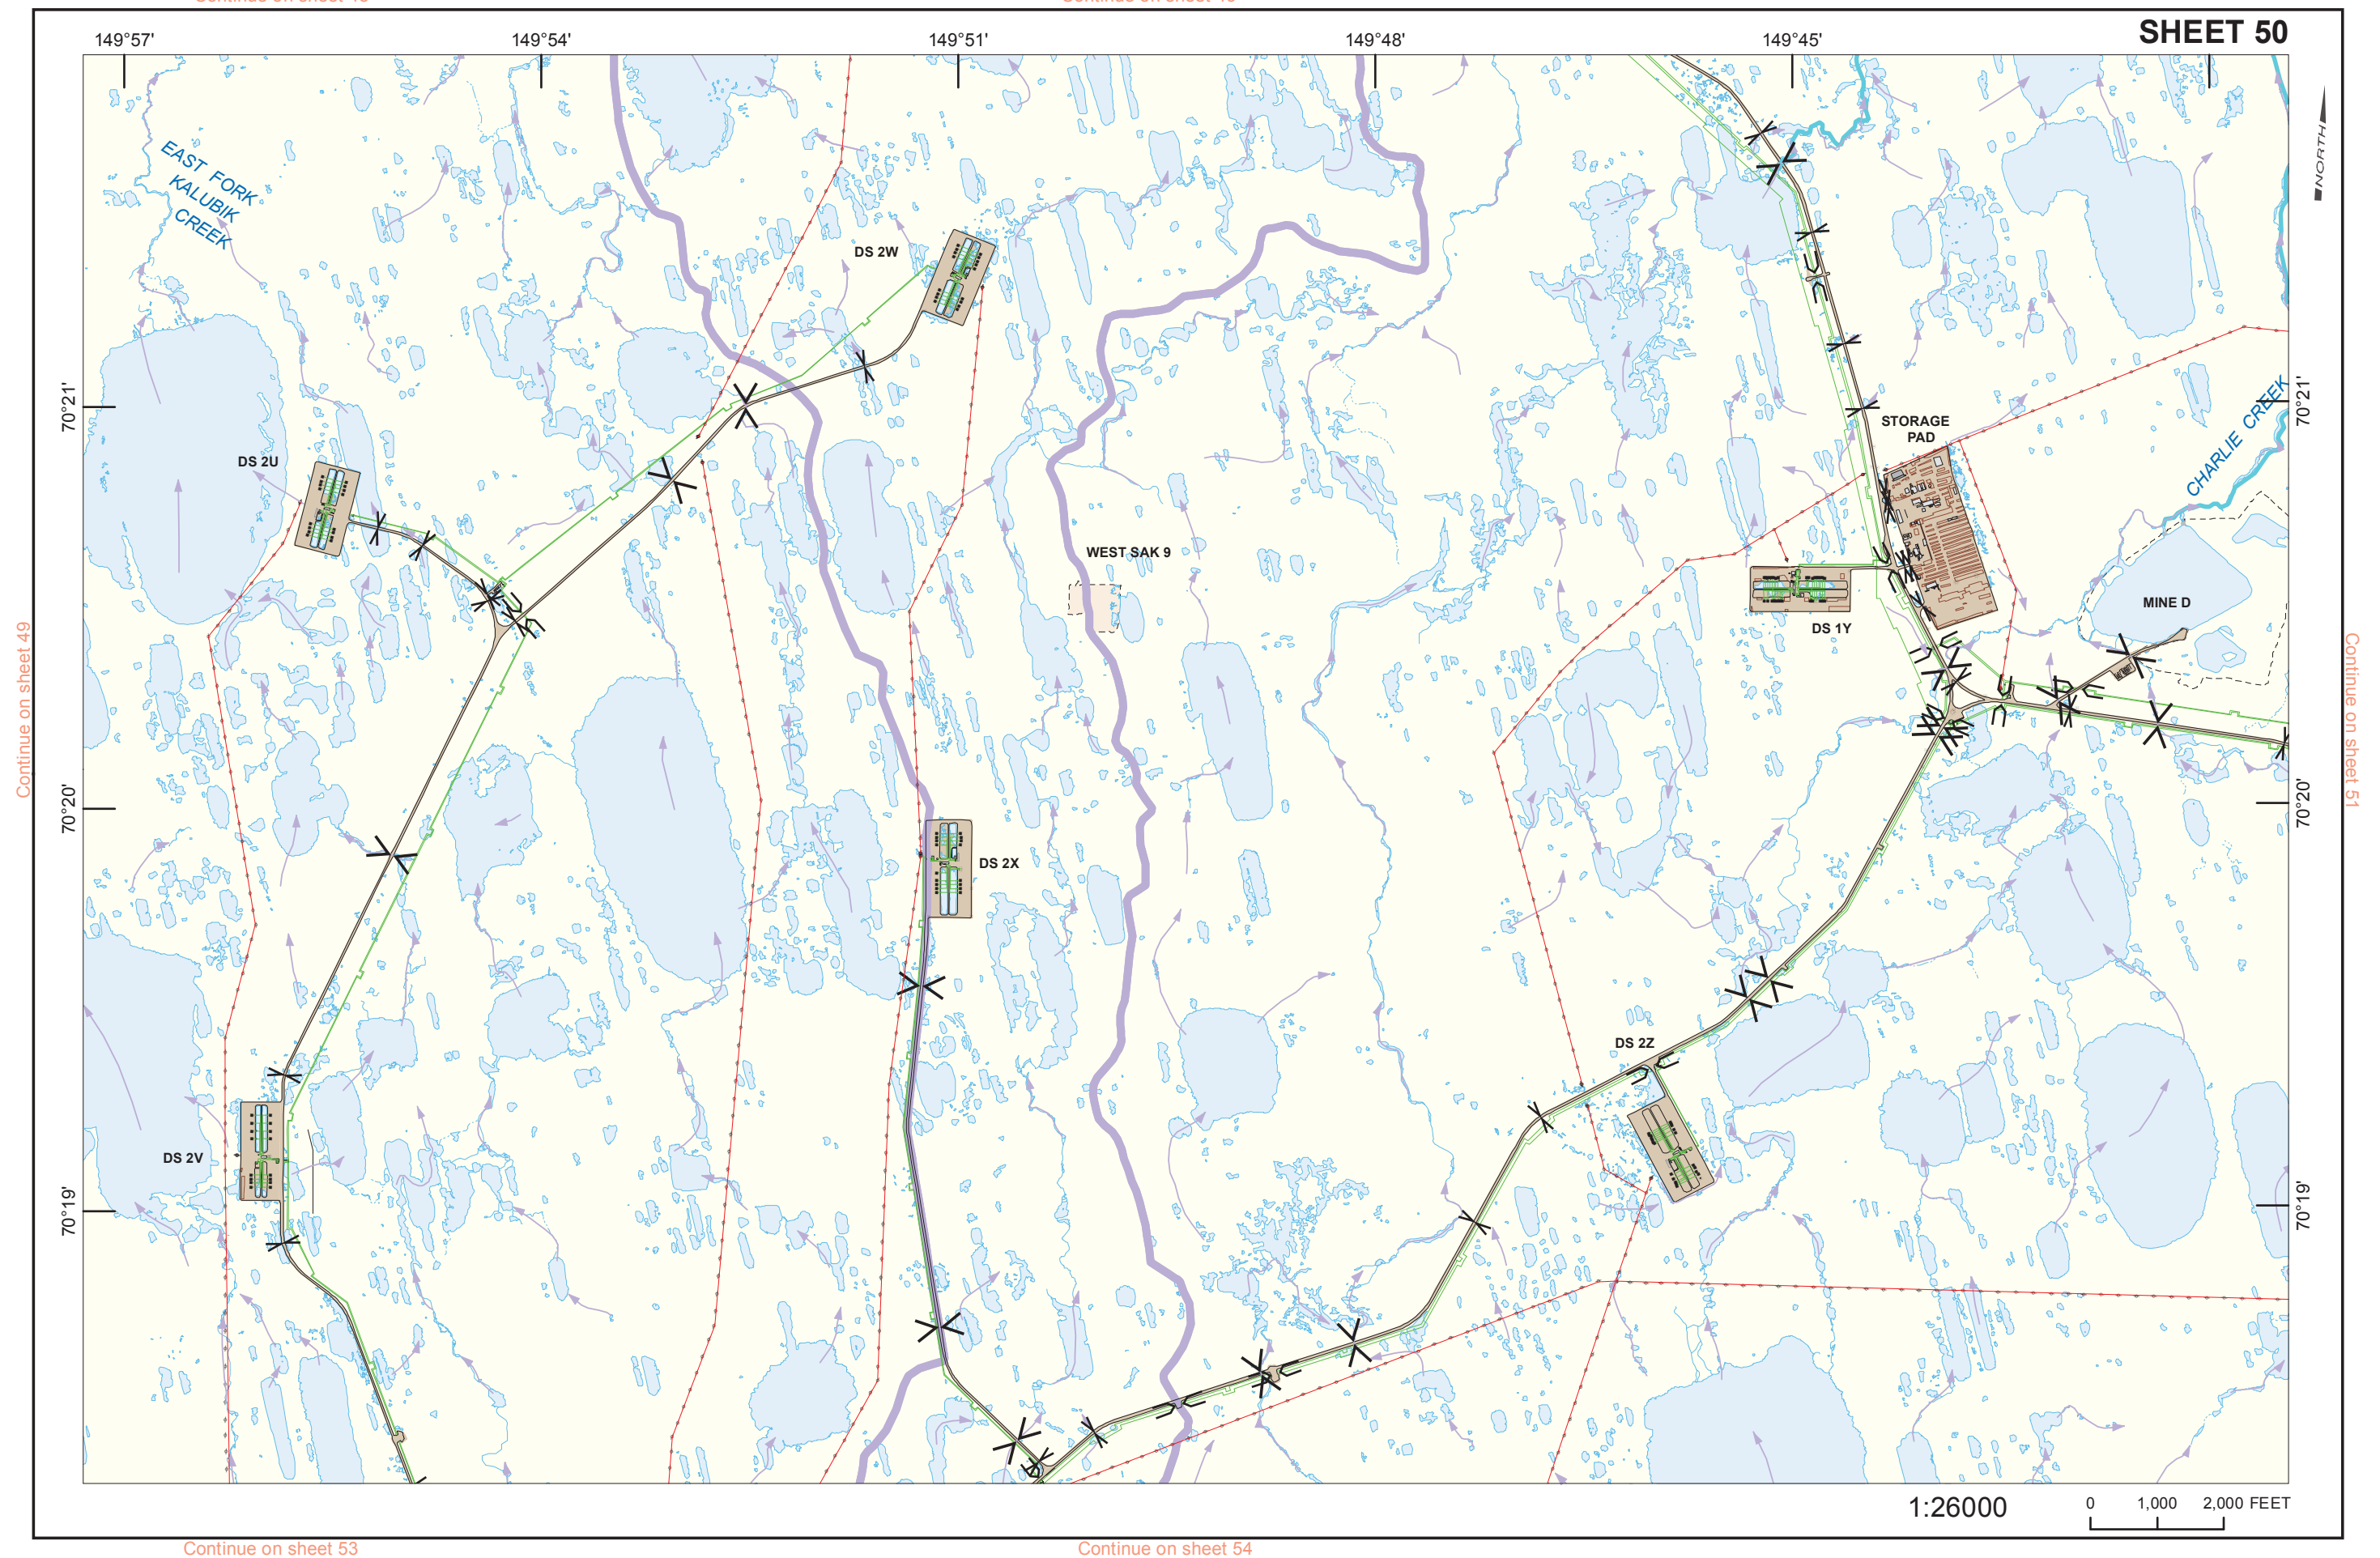 SHEET 50
149°57'
149°54'
149°51'
149°48'
149°45'
NORTH
EAST FORK
KALUBIK
CREEK
DS 2W
70°21'
70°21'
STORAGE
PAD
CHARLIE CREEK
DS 2U
WEST SAK 9
MINE D
DS 1Y
Continue on sheet 49
Continue on sheet 51
70°20'
70°20'
DS 2X
DS 2Z
DS 2V
70°19'
70°19'
1:26000
0 1,000 2,000 FEET
Continue on sheet 53
Continue on sheet 54